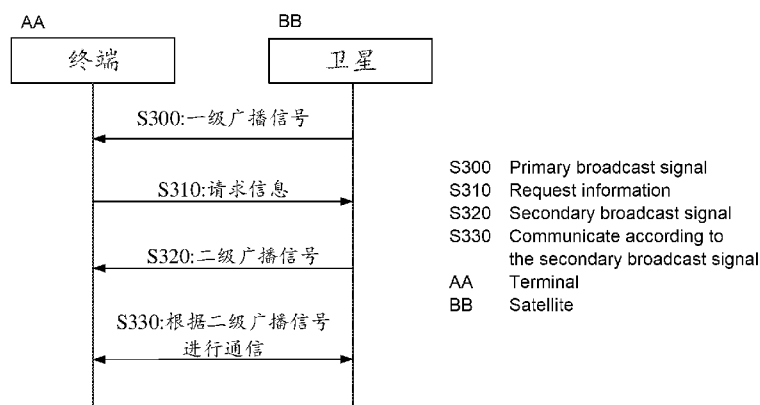 AA
BB
终端
卫星
S300:一级广播信号
S310:请求信息
S320:二级广播信号
S330:根据二级广播信号
进行通信
S300 Primary broadcast signal
S310 Request information
S320 Secondary broadcast signal
S330 Communicate according to
the secondary broadcast signal
AA Terminal
BB Satellite